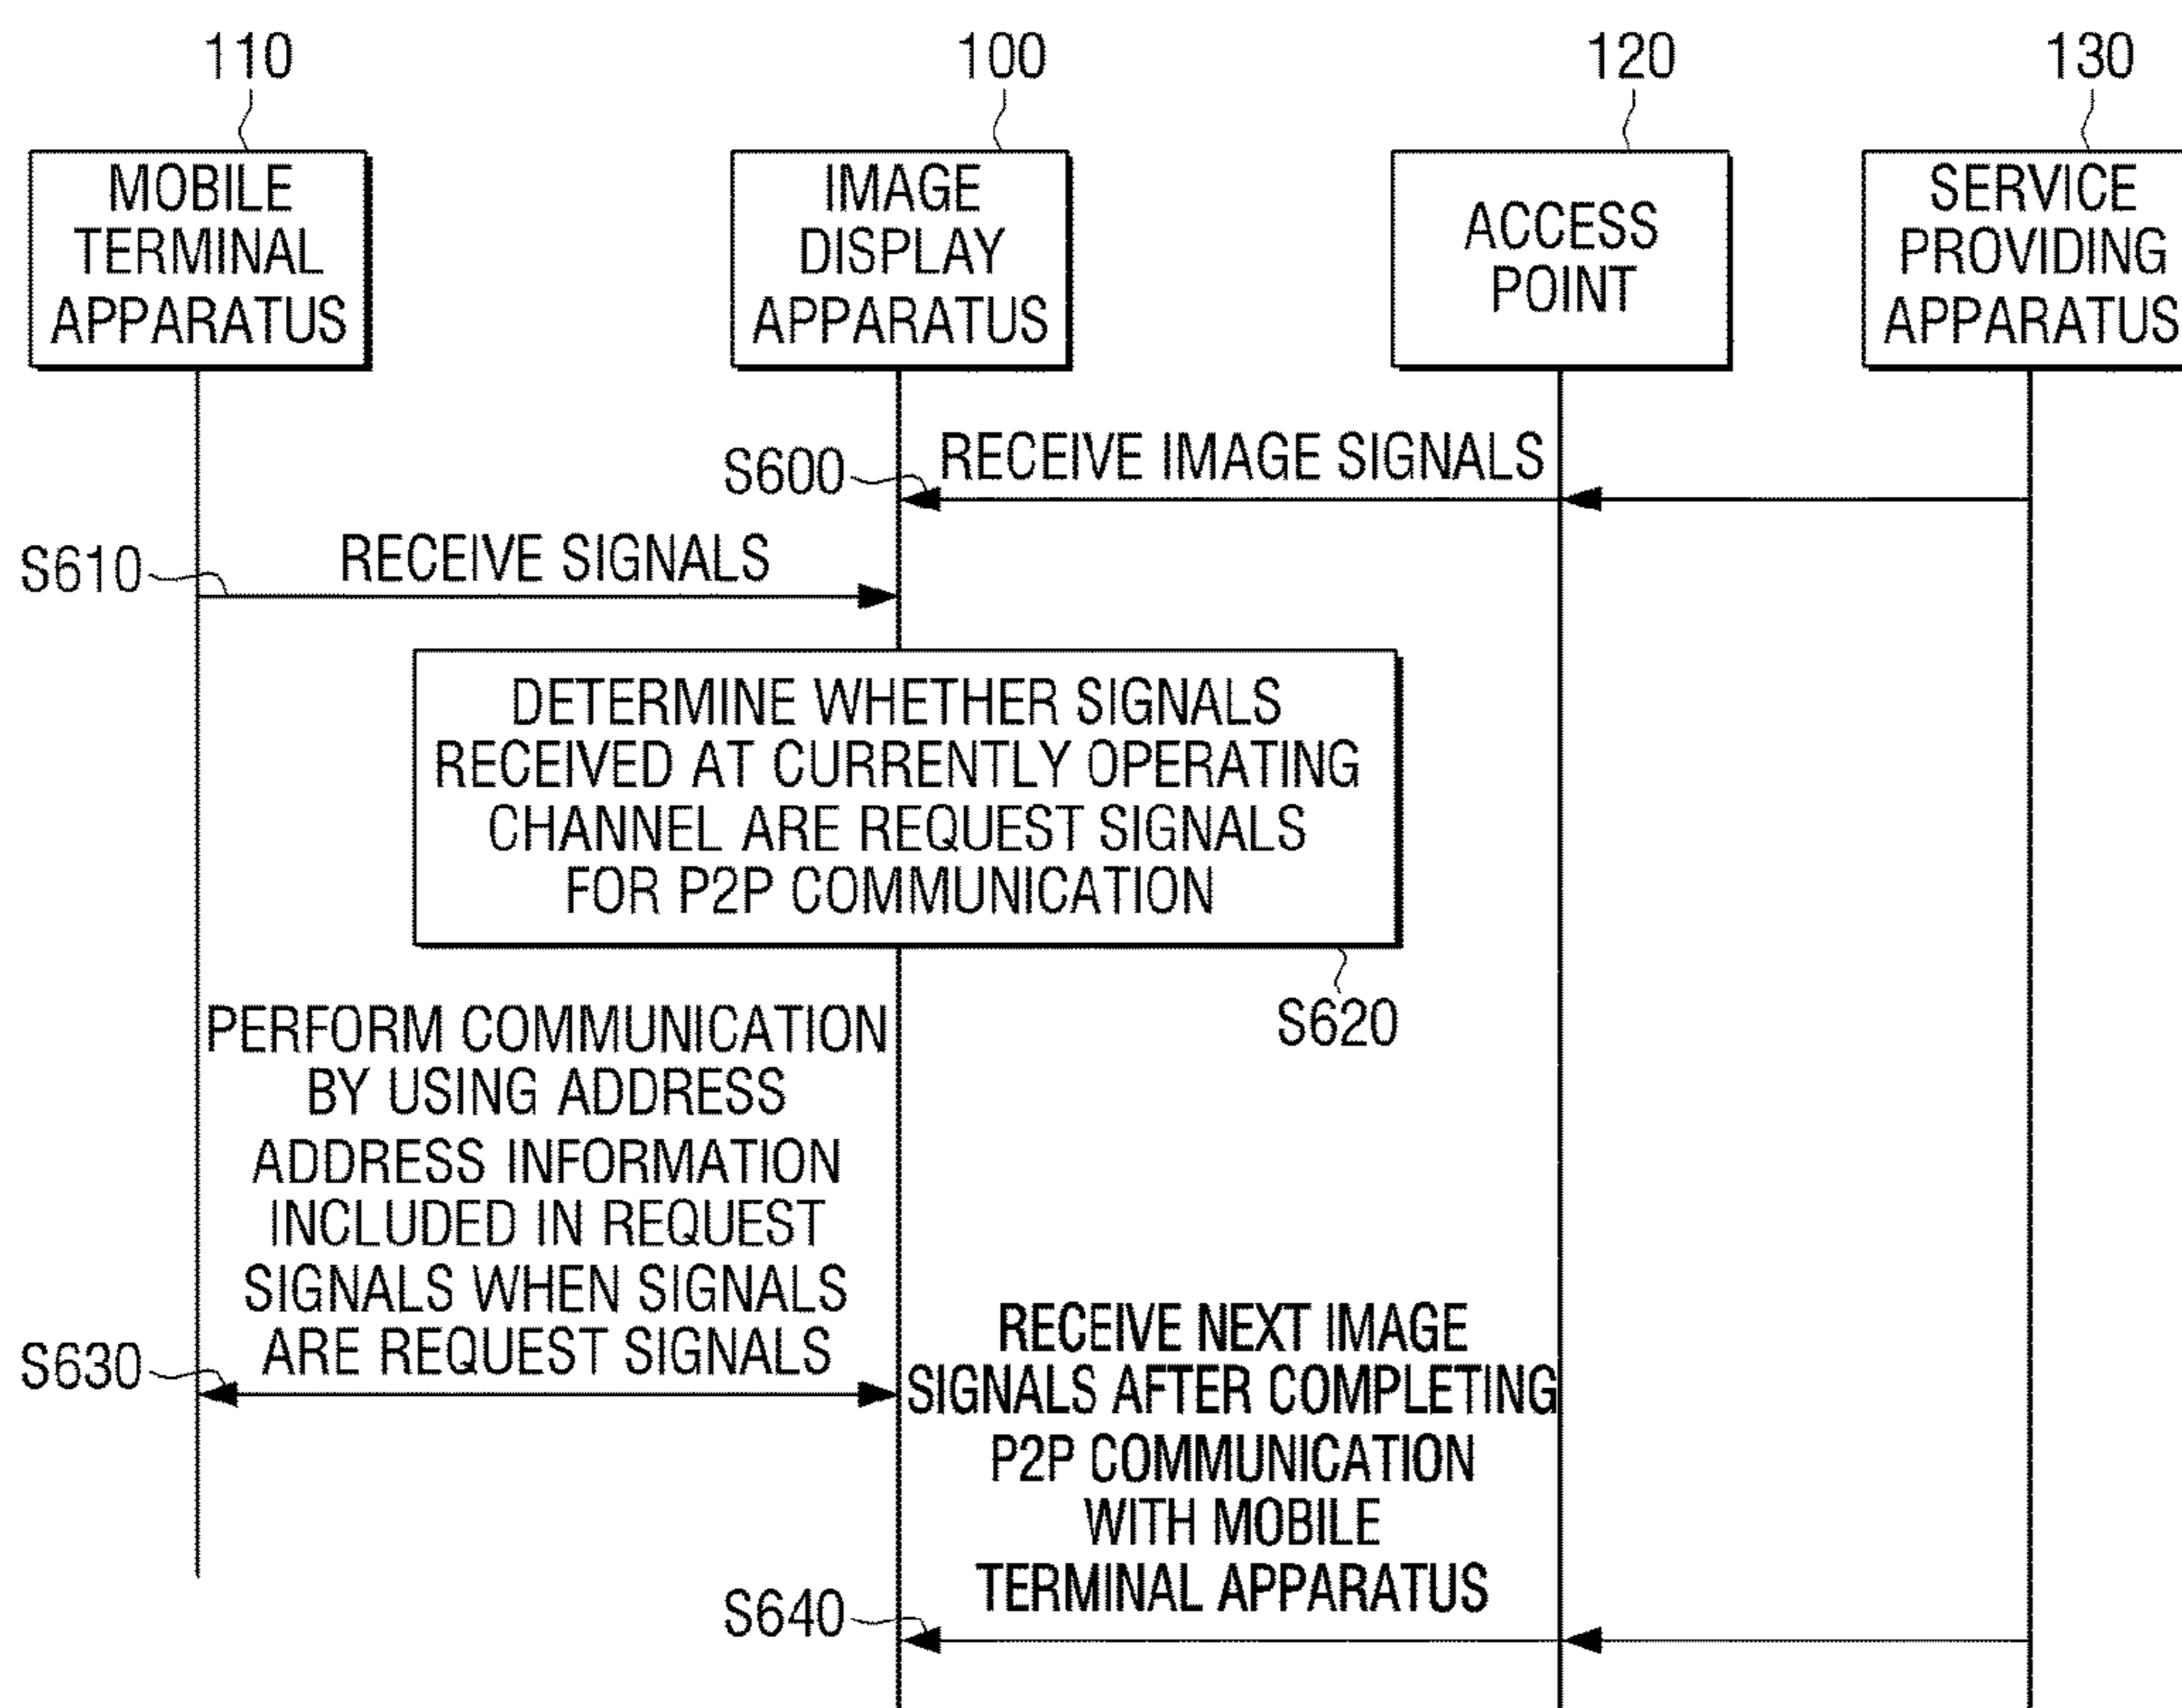 110
100
120
130
MOBILE
TERMINAL
APPARATUS
IMAGE
DISPLAY
APPARATUS
ACCESS
POINT
SERVICE
PROVIDING
APPARATUS
S600
RECEIVE IMAGE SIGNALS
S610
RECEIVE SIGNALS
DETERMINE WHETHER SIGNALS
RECEIVED AT CURRENTLY OPERATING
CHANNEL ARE REQUEST SIGNALS
FOR P2P COMMUNICATION
S620
PERFORM COMMUNICATION
BY USING ADDRESS
ADDRESS INFORMATION
INCLUDED IN REQUEST
SIGNALS WHEN SIGNALS
ARE REQUEST SIGNALS
S630
RECEIVE NEXT IMAGE
SIGNALS AFTER COMPLETING
P2P COMMUNICATION
WITH MOBILE
TERMINAL APPARATUS
S640